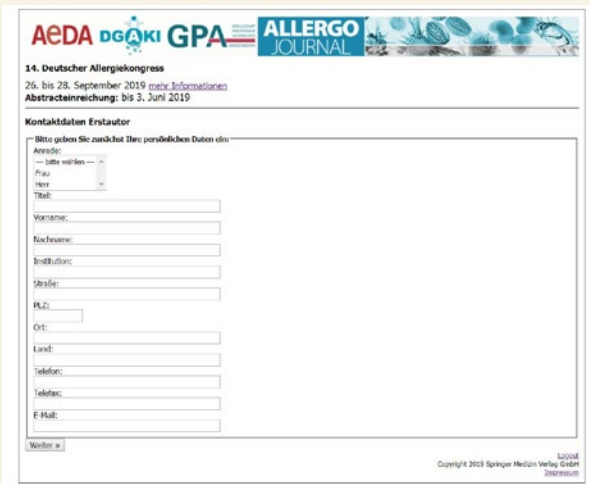 AeDA DGAKI GPA ALLERGO
JOURNAL
14. Deutscher Allergiekongress
26. bis 28. September 2019 mehr Informationen
Abstracteinreichung: bis 3. Juni 2019
Kontaktdaten Erstautor
Bitte geben Sie zunächst Ihre persönlichen Daten ein:
Anrede:
--- bitte wählen ---
Frau
Herr
Titel:
Vorname:
Nachname:
Institution:
Straße:
PLZ:
Ort:
Land:
Telefon:
Telefax:
E-Mail:
Weiter »
Logout
Copyright 2019 Springer Medizin Verlag GmbH
Impressum